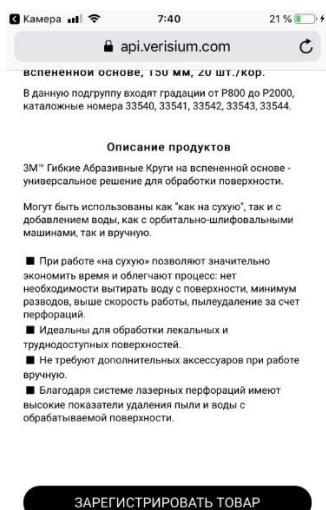 Камера 7:40 21 %
api.verisium.com
вспененной основе, 150 мм, 20 шт./кор.
В данную подгруппу входят градации от P800 до P2000,
каталожные номера 33540, 33541, 33542, 33543, 33544.
Описание продуктов
3M™ Гибкие Абразивные Круги на вспененной основе -
универсальное решение для обработки поверхности.
Могут быть использованы как "как на сухую", так и с
добавлением воды, как с орбитально-шлифовальными
машинами, так и вручную.
■ При работе «на сухую» позволяют значительно
экономить время и облегчают процесс: нет
необходимости вытирать воду с поверхности, минимум
разводов, выше скорость работы, пылеудаление за счет
перфораций.
■ Идеальны для обработки лекальных и
труднодоступных поверхностей.
■ Не требуют дополнительных аксессуаров при работе
вручную.
■ Благодаря системе лазерных перфораций имеют
высокие показатели удаления пыли и воды с
обрабатываемой поверхности.
ЗАРЕГИСТРИРОВАТЬ ТОВАР